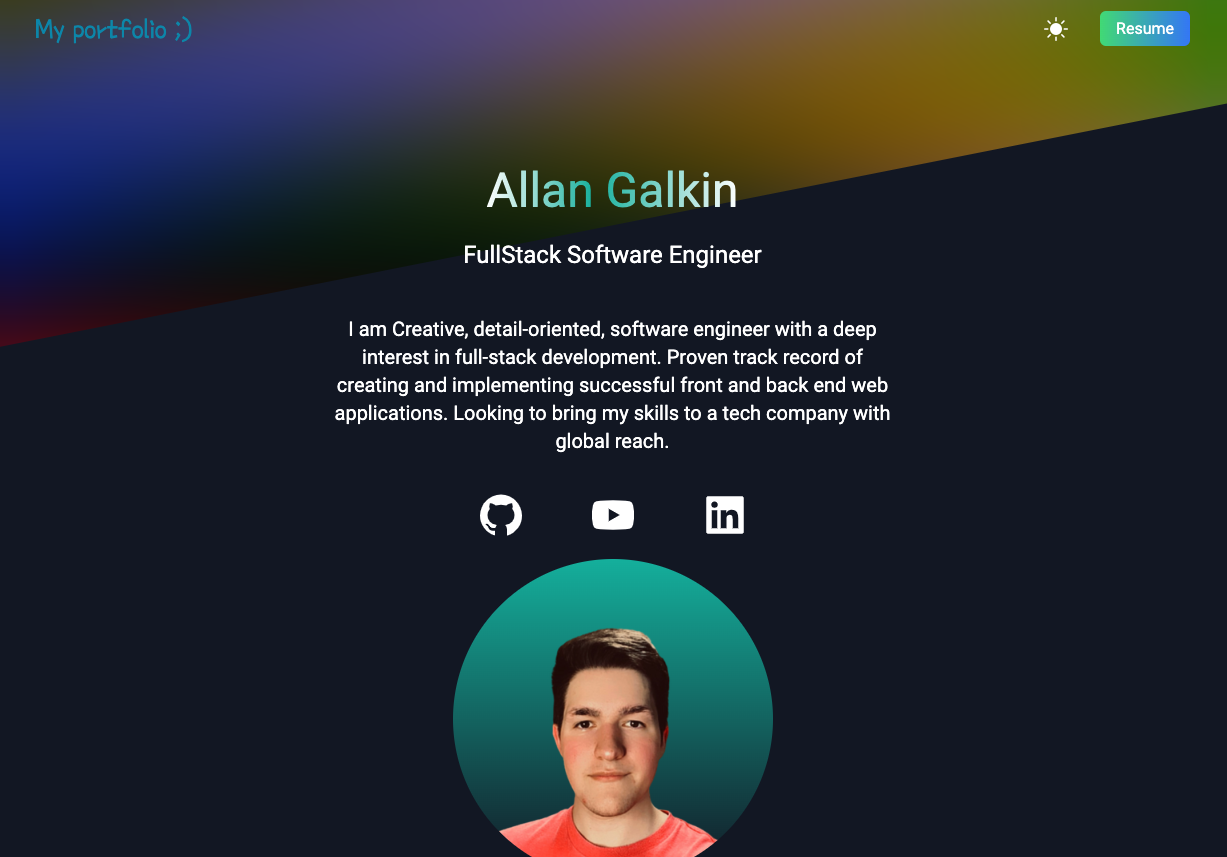 My portfolio ;)
Resume
Allan Galkin
FullStack Software Engineer
I am Creative, detail-oriented, software engineer with a deep
interest in full-stack development. Proven track record of
creating and implementing successful front and back end web
applications. Looking to bring my skills to a tech company with
global reach.
in